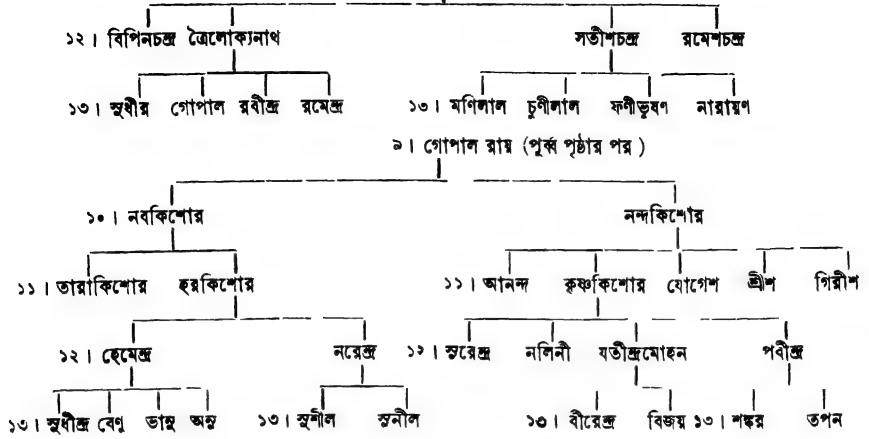 ১২। বিপিনচন্দ্র ত্রৈলোক্যনাথ সতীশচন্দ্র রমেশচন্দ্র
১৩। সুধীর গোপাল রবীন্দ্র রমেন্দ্র ১৩। মণিলাল চুণীলাল ফণীভূষণ নারায়ণ
৯। গোপাল রায় (পূর্ব্ব পৃষ্ঠার পর)
১০। নবকিশোর নন্দকিশোর
১১। তারাকিশোর হরকিশোর ১১। আনন্দ কৃষ্ণকিশোর যোগেশ শ্রীশ গিরীশ
১২। হেমেন্দ্র নরেন্দ্র ১২। সুরেন্দ্র নলিনী যতীন্দ্রমোহন পবীন্দ্র
১৩। সুধীন্দ্র বেণু ভানু অনু ১৩। সুশীল সুনীল ১৩। বীরেন্দ্র বিজয় ১৩। শঙ্কর তপন